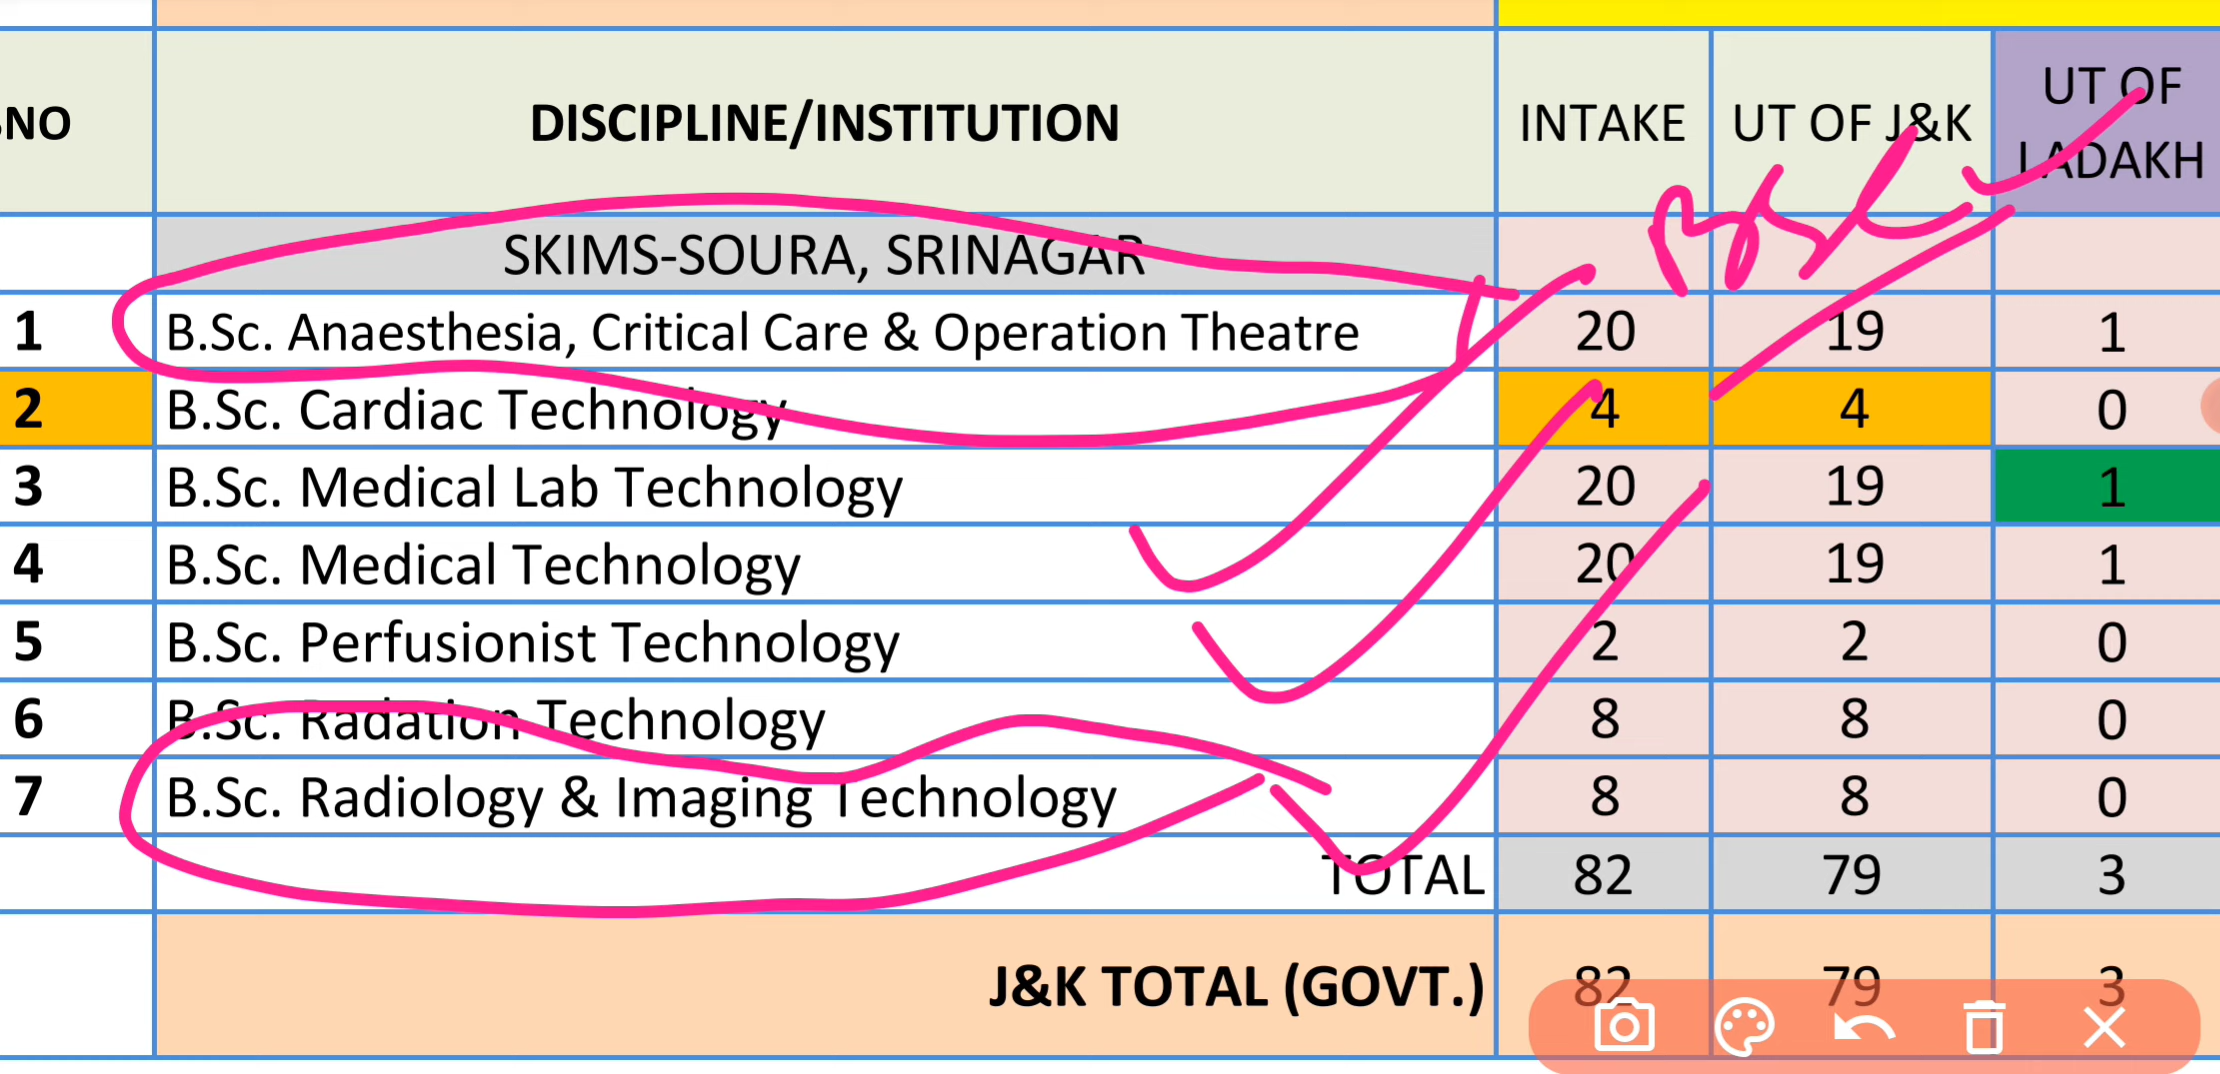 NO DISCIPLINE/INSTITUTION INTAKE UT OF J&K UT OF LADAKH
SKIMS-SOURA, SRINAGAR
1 B.Sc. Anaesthesia, Critical Care & Operation Theatre 20 19 1
2 B.Sc. Cardiac Technology 4 4 0
3 B.Sc. Medical Lab Technology 20 19 1
4 B.Sc. Medical Technology 20 19 1
5 B.Sc. Perfusionist Technology 2 2 0
6 B.Sc. Radation Technology 8 8 0
7 B.Sc. Radiology & Imaging Technology 8 8 0
TOTAL 82 79 3
J&K TOTAL (GOVT.) 82 79 3